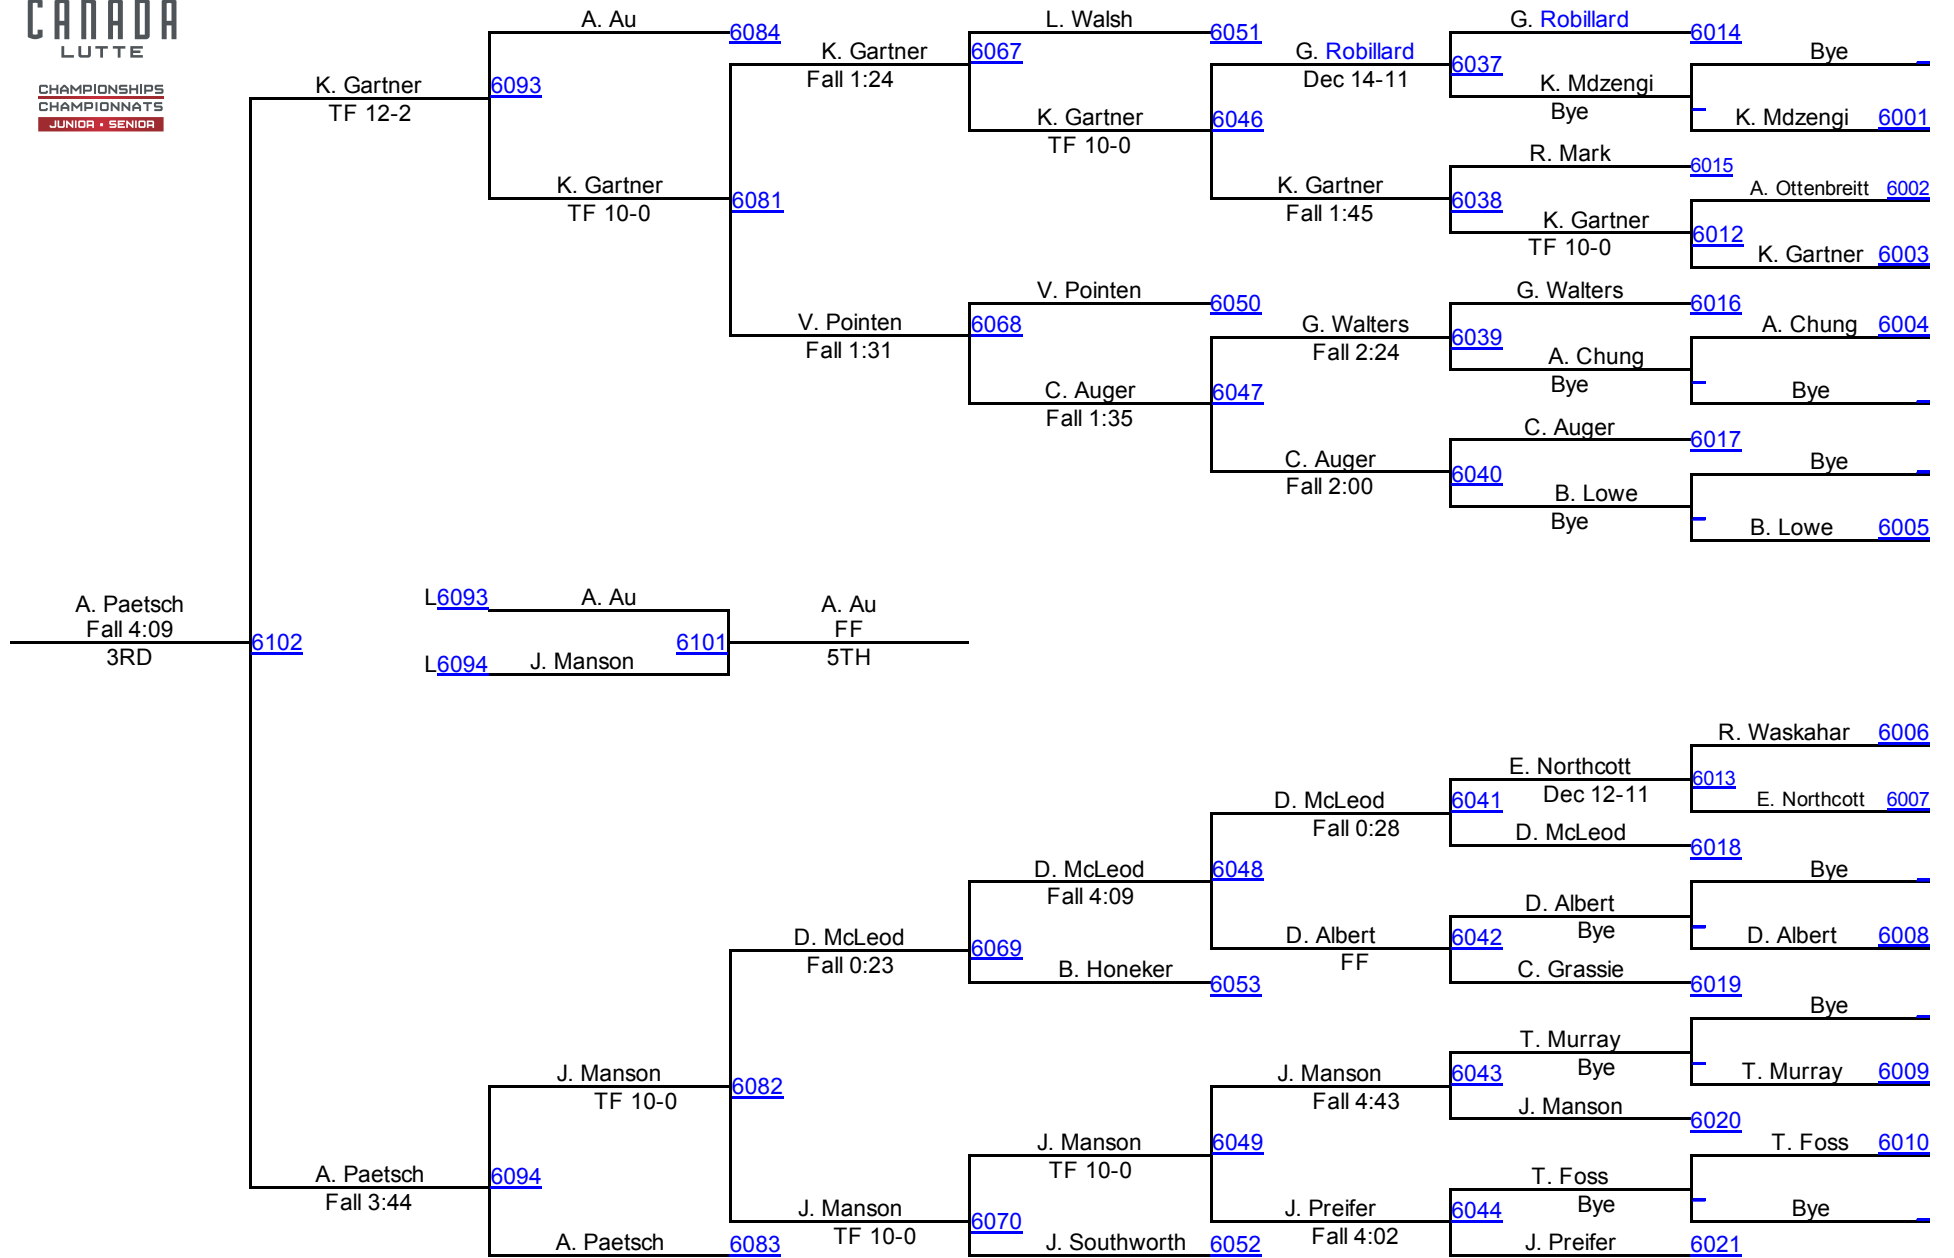 CANADA
LUTTE
CHAMPIONSHIPS
CHAMPIONNATS
JUNIOR • SENIOR
A. Au
6084
L. Walsh
6051
G. Robillard
6014
K. Gartner
Fall 1:24
6067
G. Robillard
Dec 14-11
6037
Bye
K. Gartner
TF 12-2
6093
K. Mdzengi
Bye
K. Mdzengi 6001
K. Gartner
TF 10-0
6046
R. Mark
6015
K. Gartner
TF 10-0
6081
K. Gartner
Fall 1:45
6038
A. Ottenbreitt 6002
K. Gartner
TF 10-0
6012
K. Gartner 6003
V. Pointen
6050
G. Walters
6016
V. Pointen
Fall 1:31
6068
G. Walters
Fall 2:24
6039
A. Chung 6004
A. Chung
Bye
Bye
C. Auger
Fall 1:35
6047
C. Auger
6017
C. Auger
Fall 2:00
6040
Bye
B. Lowe
Bye
B. Lowe 6005
A. Paetsch
Fall 4:09
3RD
6102
L6093 A. Au
L6094 J. Manson
6101
A. Au
FF
5TH
R. Waskahar 6006
E. Northcott
Dec 12-11
6013
E. Northcott 6007
D. McLeod
Fall 0:28
6041
D. McLeod
6018
D. McLeod
Fall 4:09
6048
Bye
D. Albert
Bye
D. Albert 6008
D. McLeod
Fall 0:23
6069
D. Albert
FF
6042
B. Honeker
6053
C. Grassie
6019
Bye
T. Murray
Bye
T. Murray 6009
J. Manson
TF 10-0
6082
J. Manson
Fall 4:43
6043
J. Manson
6020
J. Manson
TF 10-0
6049
T. Foss 6010
A. Paetsch
Fall 3:44
6094
T. Foss
Bye
Bye
J. Manson
TF 10-0
6070
J. Preifer
Fall 4:02
6044
A. Paetsch
6083
J. Southworth
6052
J. Preifer
6021